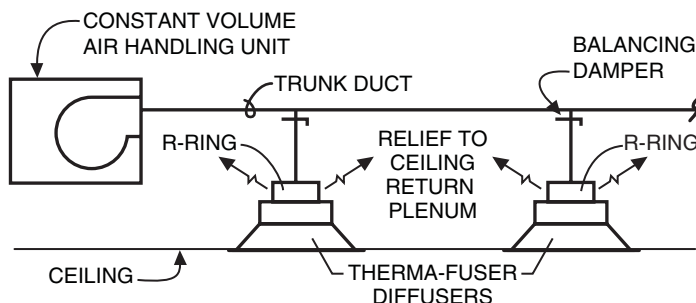 CONSTANT VOLUME
AIR HANDLING UNIT
TRUNK DUCT
BALANCING
DAMPER
R-RING
RELIEF TO
CEILING
RETURN
PLENUM
R-RING
CEILING
THERMA-FUSER
DIFFUSERS